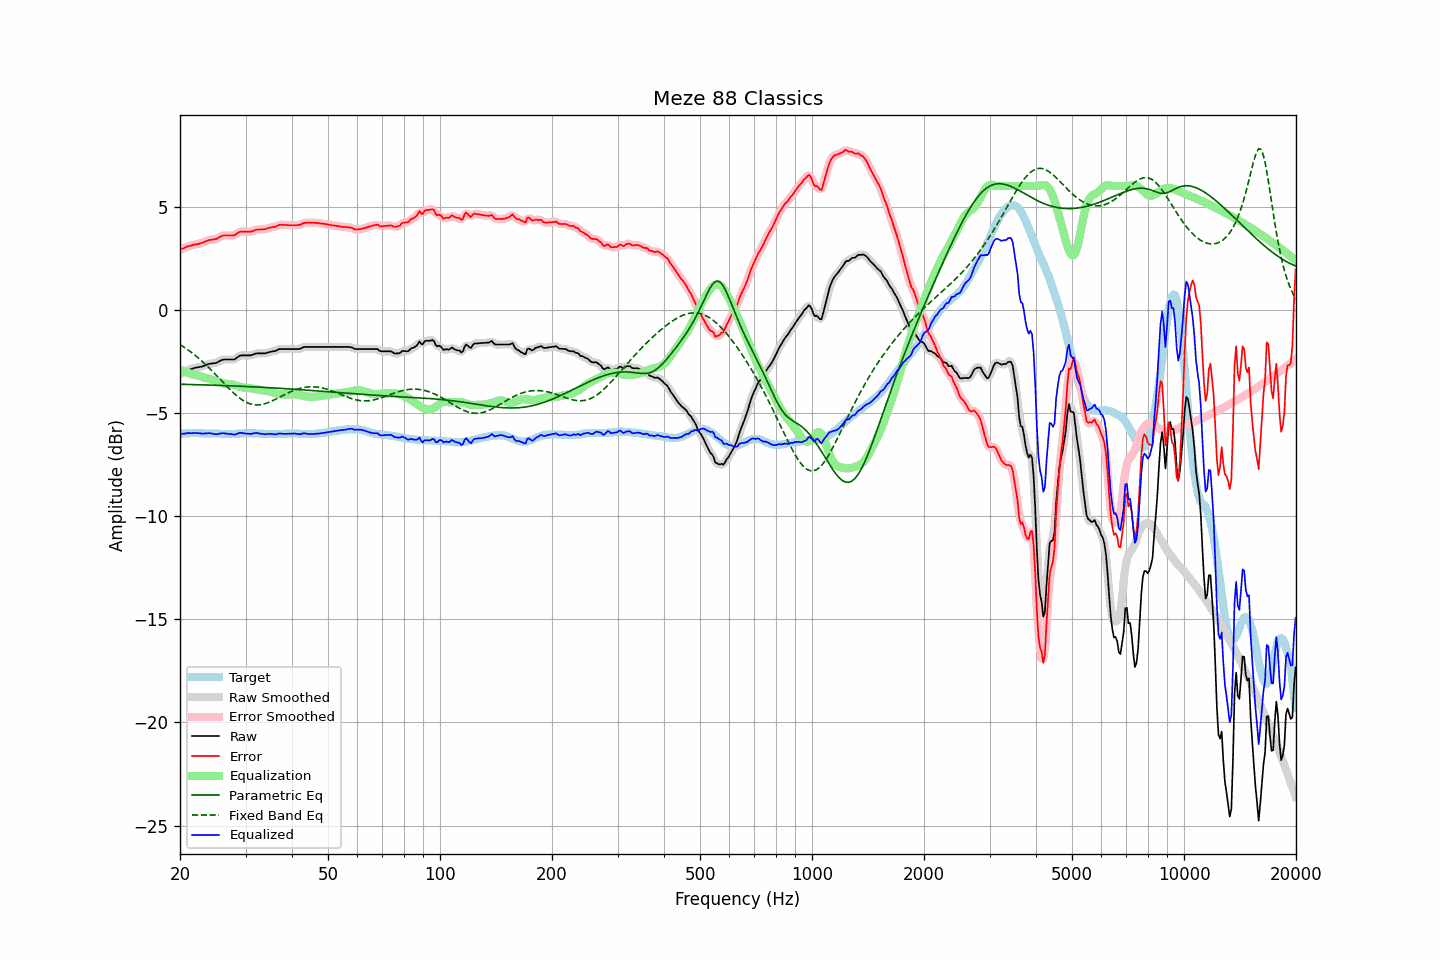 Meze 88 Classics
Amplitude (dBr)
5
0
−5
−10
−15
−20
−25
Target
Raw Smoothed
Error Smoothed
Raw
Error
Equalization
Parametric Eq
Fixed Band Eq
Equalized
20 50 100 200 500 1000 2000 5000 10000 20000
Frequency (Hz)